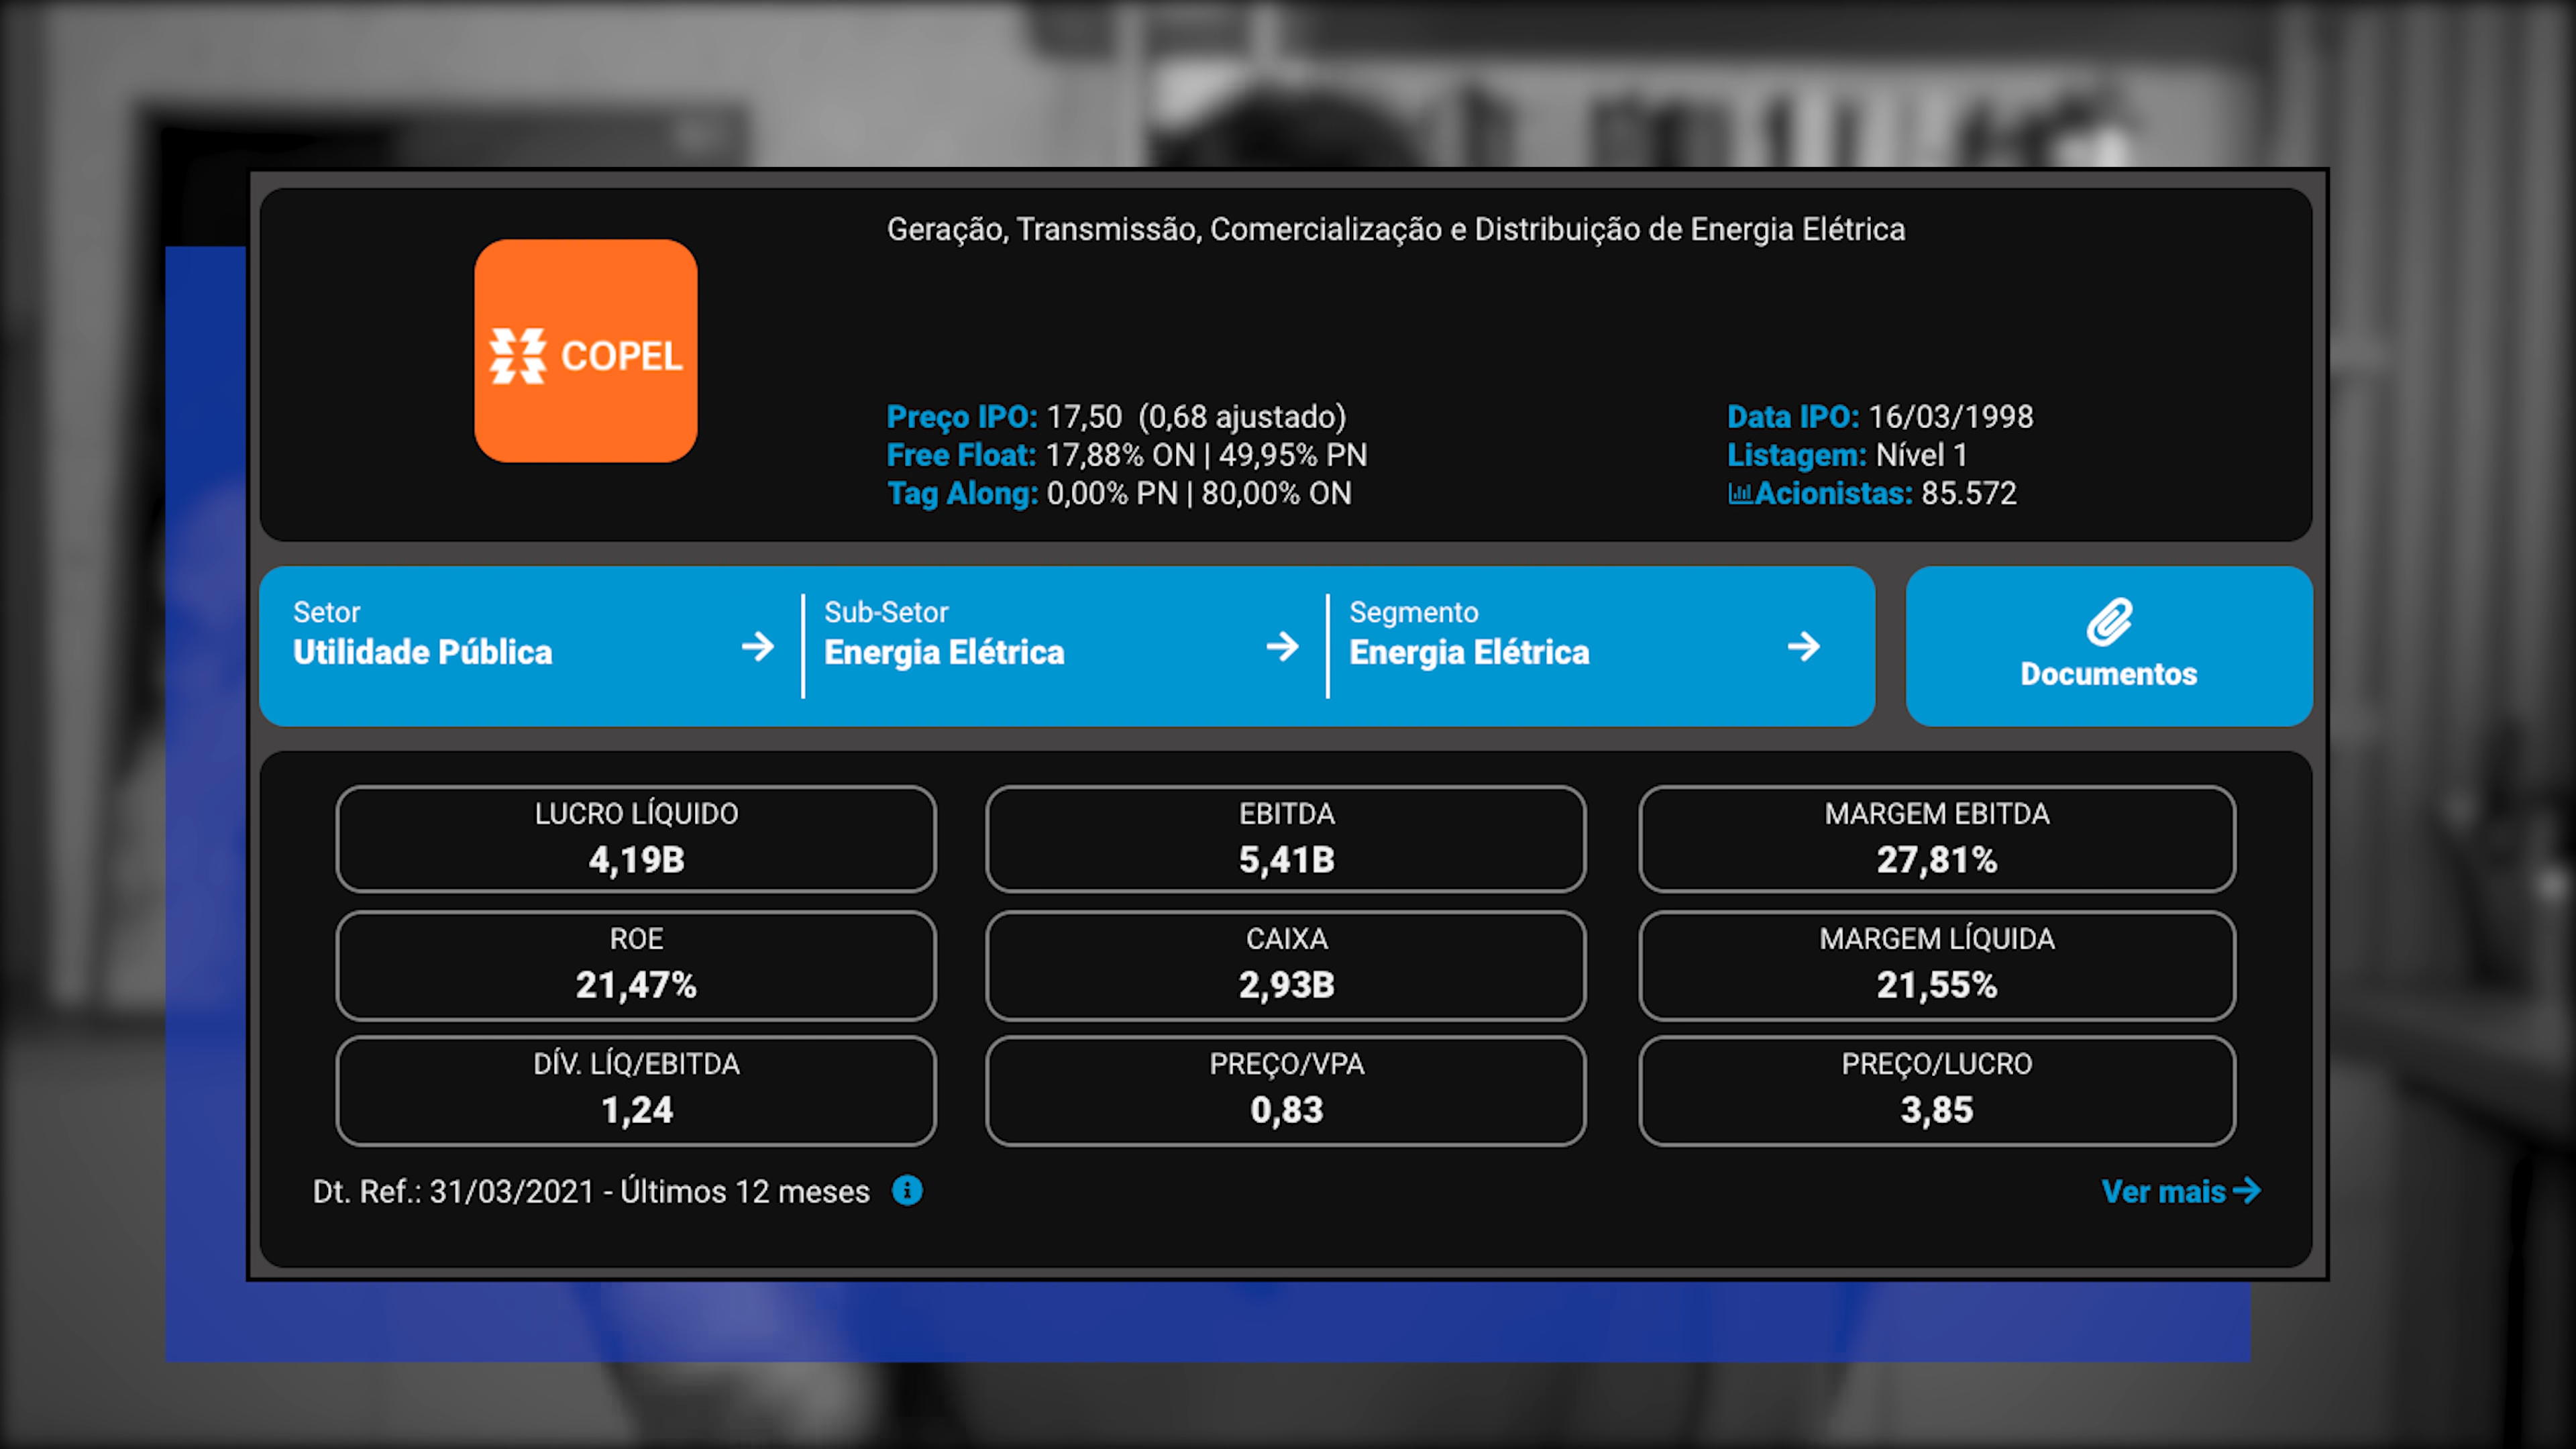 Geração, Transmissão, Comercialização e Distribuição de Energia Elétrica
COPEL
Preço IPO: 17,50 (0,68 ajustado)
Data IPO: 16/03/1998
Free Float: 17,88% ON | 49,95% PN
Listagem: Nível 1
Tag Along: 0,00% PN | 80,00% ON
Acionistas: 85.572
Setor
Utilidade Pública
Sub-Setor
Energia Elétrica
Segmento
Energia Elétrica
Documentos
LUCRO LÍQUIDO
4,19B
EBITDA
5,41B
MARGEM EBITDA
27,81%
ROE
21,47%
CAIXA
2,93B
MARGEM LÍQUIDA
21,55%
DÍV. LÍQ/EBITDA
1,24
PREÇO/VPA
0,83
PREÇO/LUCRO
3,85
Dt. Ref.: 31/03/2021 - Últimos 12 meses
Ver mais